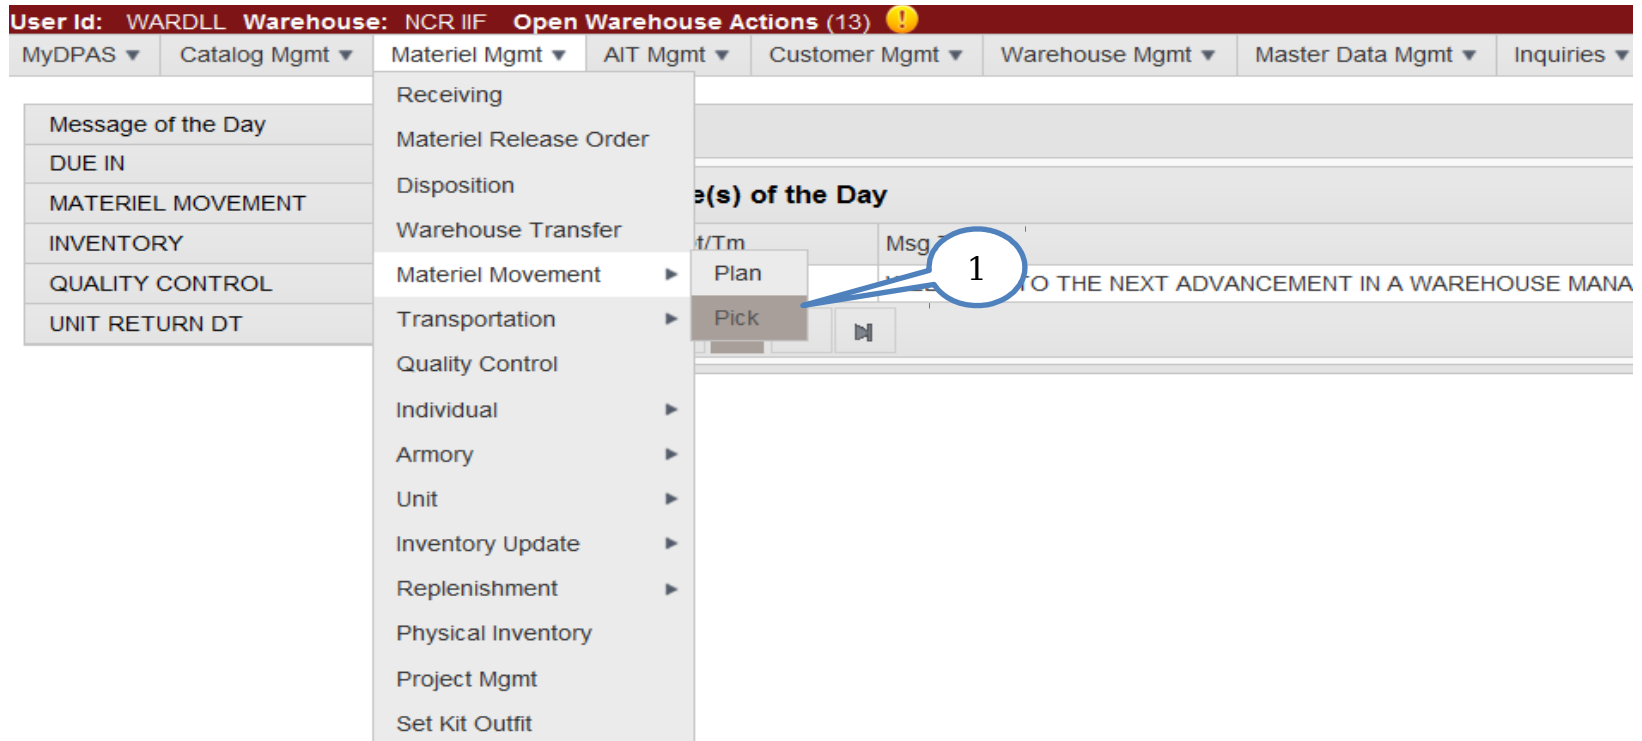 User Id: WARDLL Warehouse: NCR IIF Open Warehouse Actions (13)
MyDPAS Catalog Mgmt Materiel Mgmt AIT Mgmt Customer Mgmt Warehouse Mgmt Master Data Mgmt Inquiries
Message of the Day
DUE IN
MATERIEL MOVEMENT
INVENTORY
QUALITY CONTROL
UNIT RETURN DT
Receiving
Materiel Release Order
Disposition
Warehouse Transfer
Materiel Movement
Transportation
Quality Control
Individual
Armory
Unit
Inventory Update
Replenishment
Physical Inventory
Project Mgmt
Set Kit Outfit
Plan
Pick
1
of the Day
/Tm
Msg
TO THE NEXT ADVANCEMENT IN A WAREHOUSE MANA